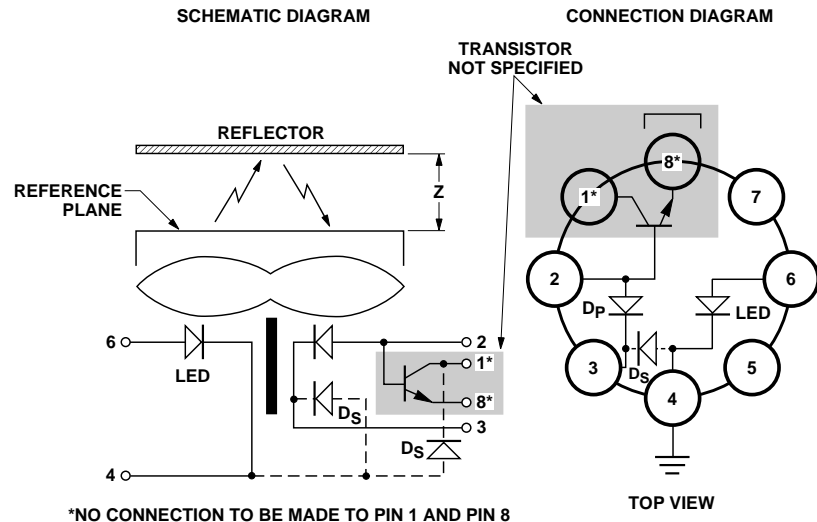 SCHEMATIC DIAGRAM
CONNECTION DIAGRAM
TRANSISTOR
NOT SPECIFIED
REFLECTOR
REFERENCE
PLANE
Z
6
LED
2
1*
8*
DS
3
DS
4
8*
1*
7
2
6
DP
LED
3
DS
5
4
*NO CONNECTION TO BE MADE TO PIN 1 AND PIN 8
TOP VIEW